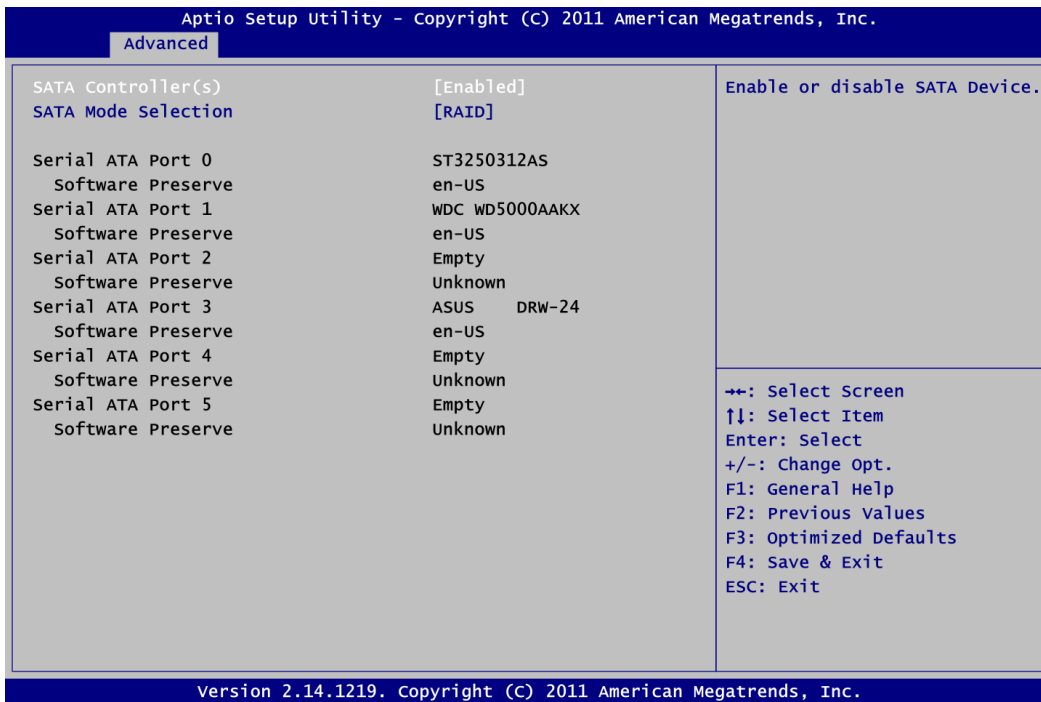 Aptio Setup Utility - Copyright (C) 2011 American Megatrends, Inc.
Advanced
SATA Controller(s) [Enabled]
SATA Mode Selection [RAID]
Serial ATA Port 0 ST3250312AS
Software Preserve en-US
Serial ATA Port 1 WDC WD5000AAKX
Software Preserve en-US
Serial ATA Port 2 Empty
Software Preserve Unknown
Serial ATA Port 3 ASUS DRW-24
Software Preserve en-US
Serial ATA Port 4 Empty
Software Preserve Unknown
Serial ATA Port 5 Empty
Software Preserve Unknown
Enable or disable SATA Device.
→←: Select Screen
↑↓: Select Item
Enter: Select
+/-: Change Opt.
F1: General Help
F2: Previous Values
F3: Optimized Defaults
F4: Save & Exit
ESC: Exit
Version 2.14.1219. Copyright (C) 2011 American Megatrends, Inc.